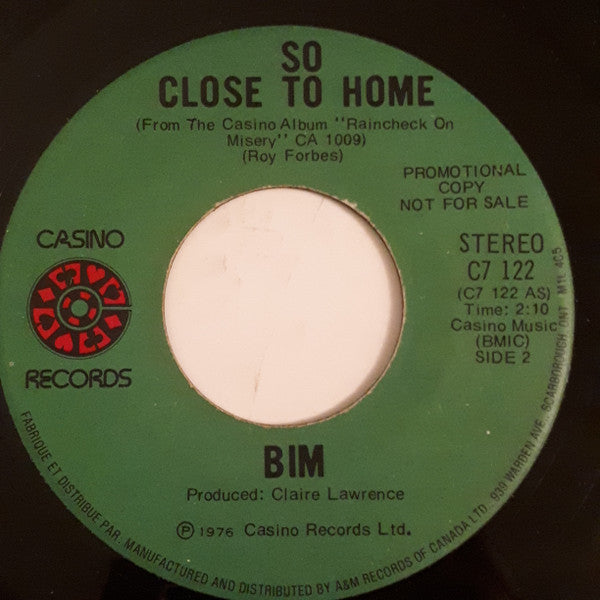 SO
CLOSE TO HOME
(From The Casino Album "Raincheck On
Misery" CA 1009)
(Roy Forbes)
PROMOTIONAL
COPY
NOT FOR SALE
CASINO
RECORDS
STEREO
C7 122
(C7 122 AS)
Time: 2:10
Casino Music
(BMIC)
SIDE 2
BIM
Produced: Claire Lawrence
Ⓟ 1976 Casino Records Ltd.
FABRIQUE ET DISTRIBUE PAR. MANUFACTURED AND DISTRIBUTED BY A&M RECORDS OF CANADA LTD. 939 WARDEN AVE. SCARBOROUGH ONT. M1L 4C5